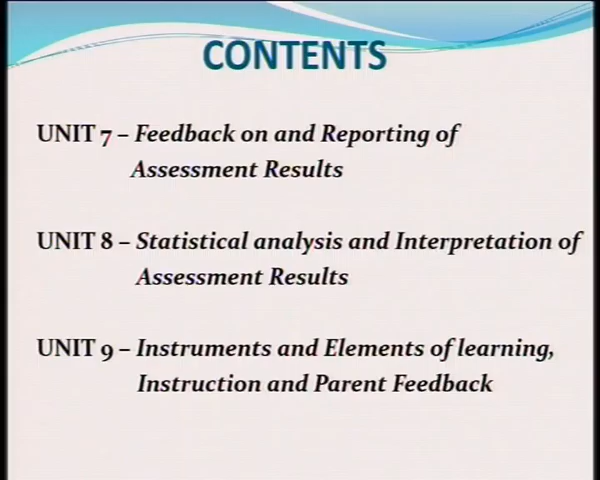 CONTENTS
UNIT 7 – Feedback on and Reporting of
Assessment Results
UNIT 8 – Statistical analysis and Interpretation of
Assessment Results
UNIT 9 – Instruments and Elements of learning,
Instruction and Parent Feedback